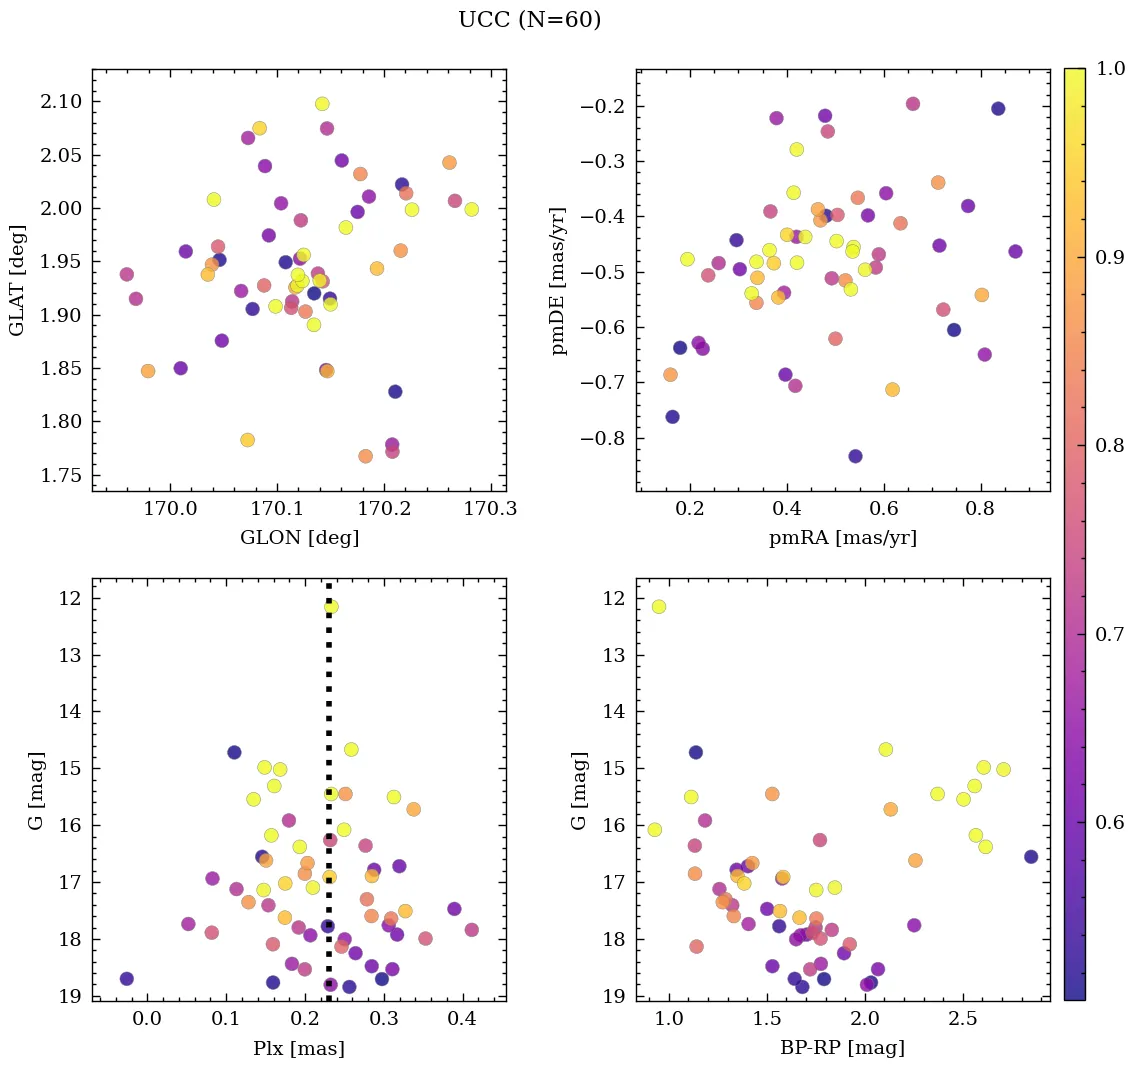 UCC (N=60)
2.10
2.05
2.00
1.95
1.90
1.85
1.80
1.75
GLAT [deg]
170.0 170.1 170.2 170.3
GLON [deg]
−0.2
−0.3
−0.4
−0.5
−0.6
−0.7
−0.8
pmDE [mas/yr]
0.2 0.4 0.6 0.8
pmRA [mas/yr]
12
13
14
15
16
17
18
19
G [mag]
0.0 0.1 0.2 0.3 0.4
Plx [mas]
12
13
14
15
16
17
18
19
G [mag]
1.0 1.5 2.0 2.5
BP-RP [mag]
1.0
0.9
0.8
0.7
0.6